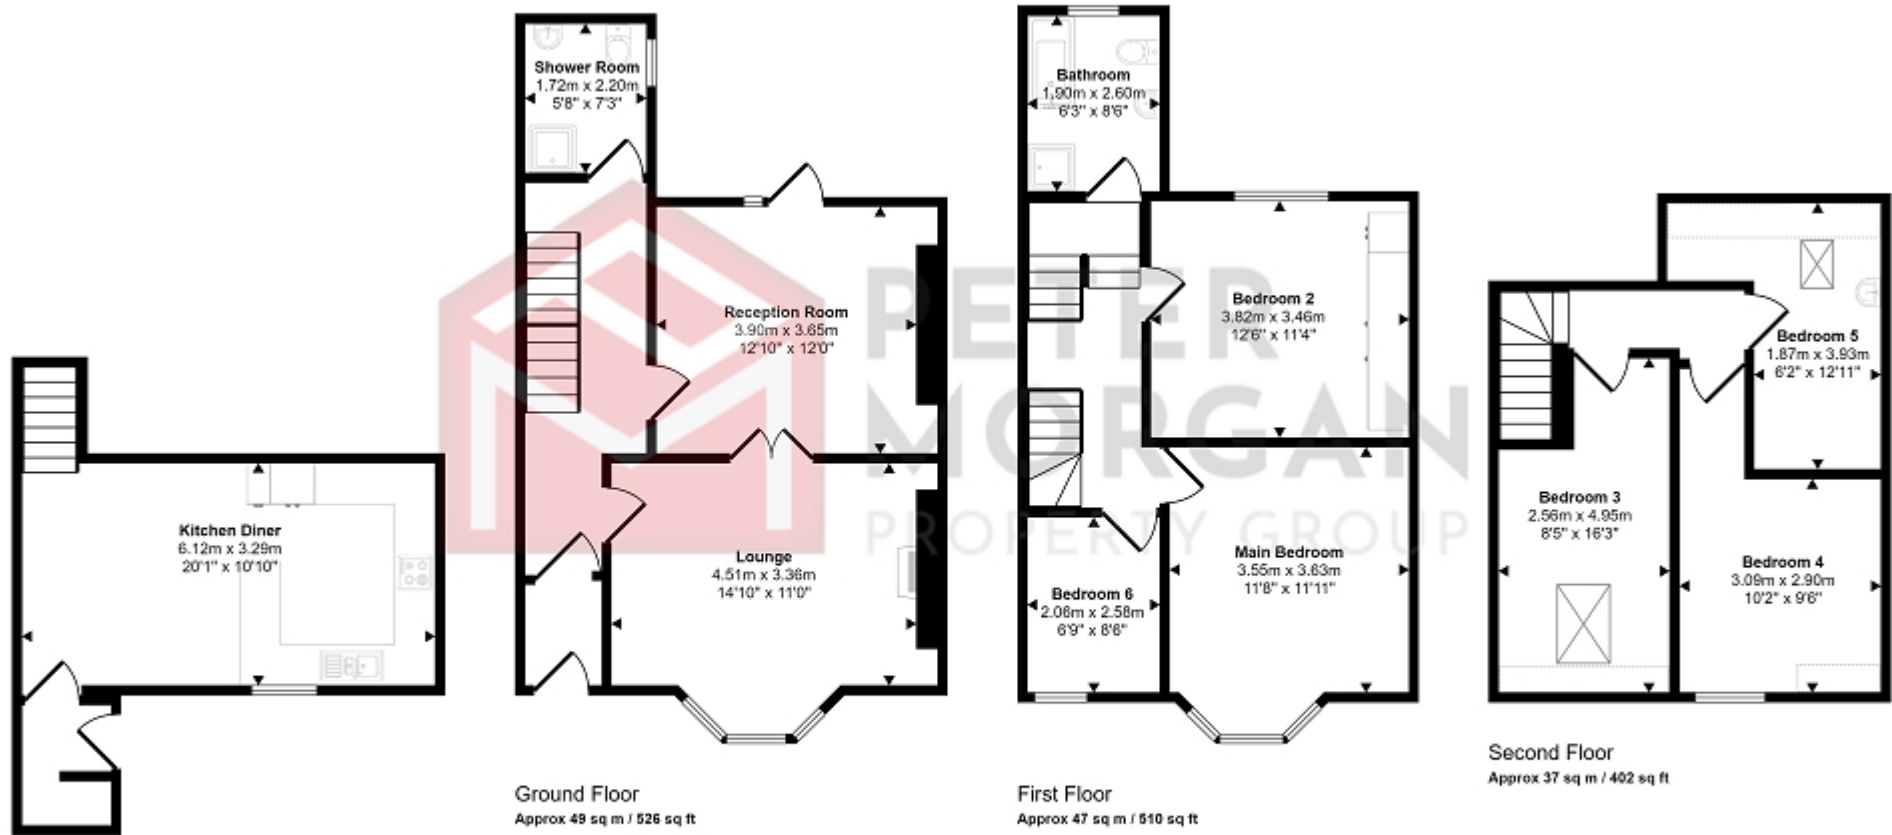 Shower Room
1.72m x 2.20m
5'8" x 7'3"
Reception Room
3.90m x 3.65m
12'10" x 12'0"
Kitchen Diner
6.12m x 3.29m
20'1" x 10'10"
Lounge
4.51m x 3.36m
14'10" x 11'0"
Ground Floor
Approx 49 sq m / 526 sq ft
Bathroom
1.90m x 2.60m
6'3" x 8'6"
Bedroom 2
3.82m x 3.46m
12'6" x 11'4"
Main Bedroom
3.55m x 3.63m
11'8" x 11'11"
Bedroom 6
2.06m x 2.58m
6'9" x 8'6"
First Floor
Approx 47 sq m / 510 sq ft
Bedroom 5
1.87m x 3.93m
6'2" x 12'11"
Bedroom 3
2.56m x 4.95m
8'5" x 16'3"
Bedroom 4
3.09m x 2.90m
10'2" x 9'6"
Second Floor
Approx 37 sq m / 402 sq ft
PETER
MORGAN
PROPERTY GROUP